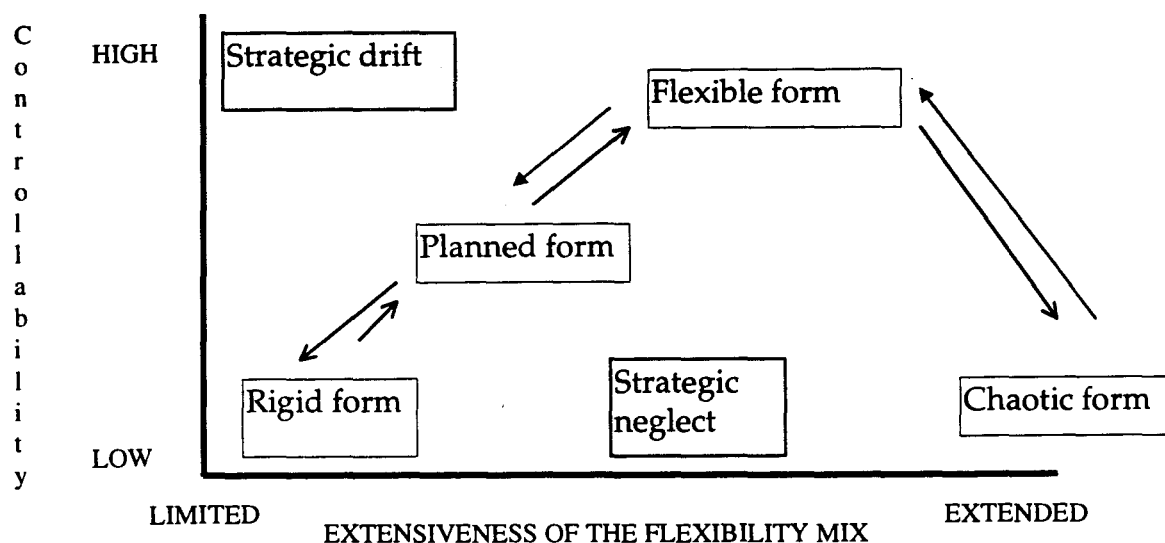 Controllability
HIGH
Strategic drift
Flexible form
Planned form
Rigid form
Strategic
neglect
Chaotic form
LOW
LIMITED
EXTENSIVENESS OF THE FLEXIBILITY MIX
EXTENDED